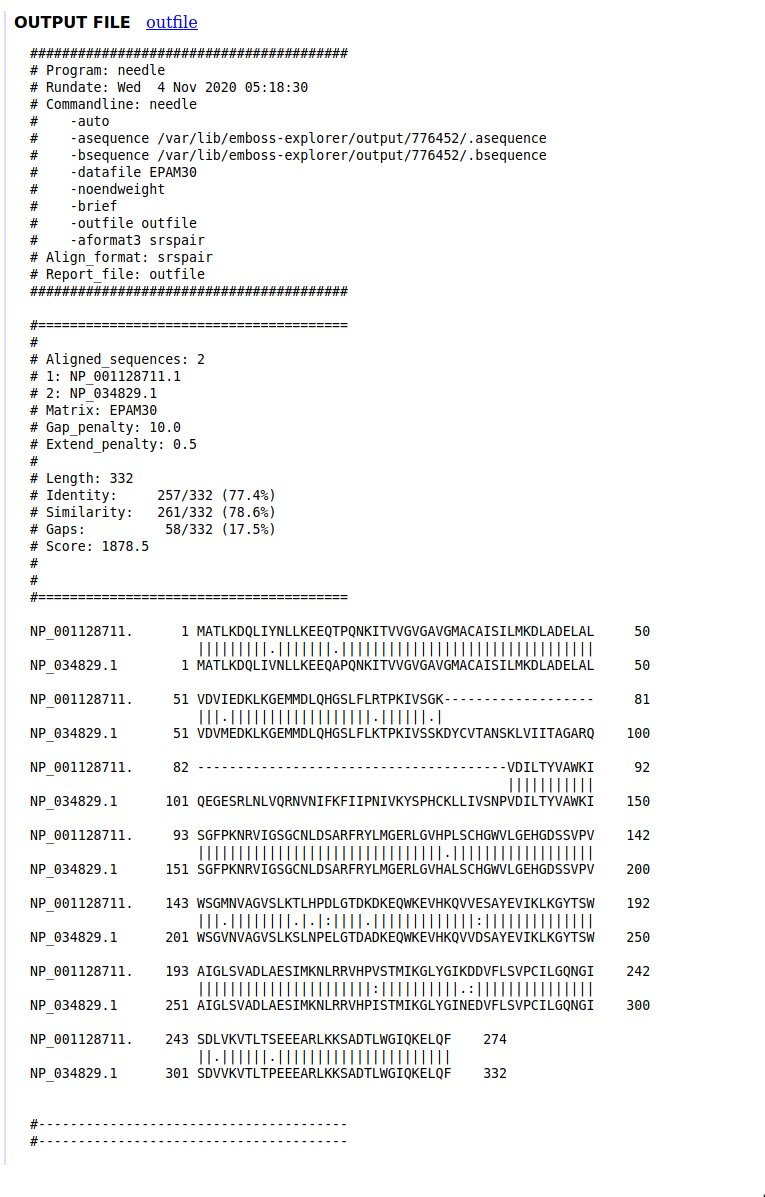 OUTPUT FILE outfile
########################################
# Program: needle
# Rundate: Wed  4 Nov 2020 05:18:30
# Commandline: needle
#    -auto
#    -asequence /var/lib/emboss-explorer/output/776452/.asequence
#    -bsequence /var/lib/emboss-explorer/output/776452/.bsequence
#    -datafile EPAM30
#    -noendweight
#    -brief
#    -outfile outfile
#    -aformat3 srspair
# Align_format: srspair
# Report_file: outfile
########################################

#=======================================
#
# Aligned_sequences: 2
# 1: NP_001128711.1
# 2: NP_034829.1
# Matrix: EPAM30
# Gap_penalty: 10.0
# Extend_penalty: 0.5
#
# Length: 332
# Identity:     257/332 (77.4%)
# Similarity:   261/332 (78.6%)
# Gaps:          58/332 (17.5%)
# Score: 1878.5
#
#
#=======================================

NP_001128711.      1 MATLKDQLIYNLLKEEQTPQNKITVVGVGAVGMACAISILMKDLADELAL     50
                     |||||||||.|||||||.||||||||||||||||||||||||||||||||
NP_034829.1        1 MATLKDQLIVNLLKEEQAPQNKITVVGVGAVGMACAISILMKDLADELAL     50

NP_001128711.     51 VDVIEDKLKGEMMDLQHGSLFLRTPKIVSGK-------------------     81
                     |||.||||||||||||||||||.||||||.|
NP_034829.1       51 VDVMEDKLKGEMMDLQHGSLFLKTPKIVSSKDYCVTANSKLVIITAGARQ    100

NP_001128711.     82 ---------------------------------------VDILTYVAWKI     92
                                                            |||||||||||
NP_034829.1      101 QEGESRLNLVQRNVNIFKFIIPNIVKYSPHCKLLIVSNPVDILTYVAWKI    150

NP_001128711.     93 SGFPKNRVIGSGCNLDSARFRYLMGERLGVHPLSCHGWVLGEHGDSSVPV    142
                     |||||||||||||||||||||||||||||||.||||||||||||||||||
NP_034829.1      151 SGFPKNRVIGSGCNLDSARFRYLMGERLGVHALSCHGWVLGEHGDSSVPV    200

NP_001128711.    143 WSGMNVAGVSLKTLHPDLGTDKDKEQWKEVHKQVVESAYEVIKLKGYTSW    192
                     |||.||||||||.|.|:||||.|||||||||||||:||||||||||||||
NP_034829.1      201 WSGVNVAGVSLKSLNPELGTDADKEQWKEVHKQVVDSAYEVIKLKGYTSW    250

NP_001128711.    193 AIGLSVADLAESIMKNLRRVHPVSTMIKGLYGIKDDVFLSVPCILGQNGI    242
                     ||||||||||||||||||||||:||||||||||.:|||||||||||||||
NP_034829.1      251 AIGLSVADLAESIMKNLRRVHPISTMIKGLYGINEDVFLSVPCILGQNGI    300

NP_001128711.    243 SDLVKVTLTSEEEARLKKSADTLWGIQKELQF    274
                     ||.||||||.||||||||||||||||||||||
NP_034829.1      301 SDVVKVTLTPEEEARLKKSADTLWGIQKELQF    332


#---------------------------------------
#---------------------------------------